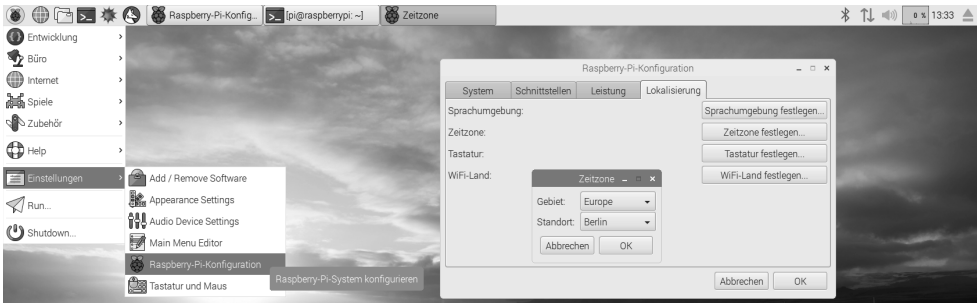 Raspberry-Pi-Konfig... [pi@raspberrypi: ~] Zeitzone 0 % 13:33
Entwicklung
Büro
Internet
Spiele
Zubehör
Help
Einstellungen
Run...
Shutdown...
Add / Remove Software
Appearance Settings
Audio Device Settings
Main Menu Editor
Raspberry-Pi-Konfiguration
Tastatur und Maus
Raspberry-Pi-System konfigurieren
Raspberry-Pi-Konfiguration
System Schnittstellen Leistung Lokalisierung
Sprachumgebung: Sprachumgebung festlegen...
Zeitzone: Zeitzone festlegen...
Tastatur: Tastatur festlegen...
WiFi-Land: WiFi-Land festlegen...
Zeitzone
Gebiet: Europe
Standort: Berlin
Abbrechen OK
Abbrechen OK